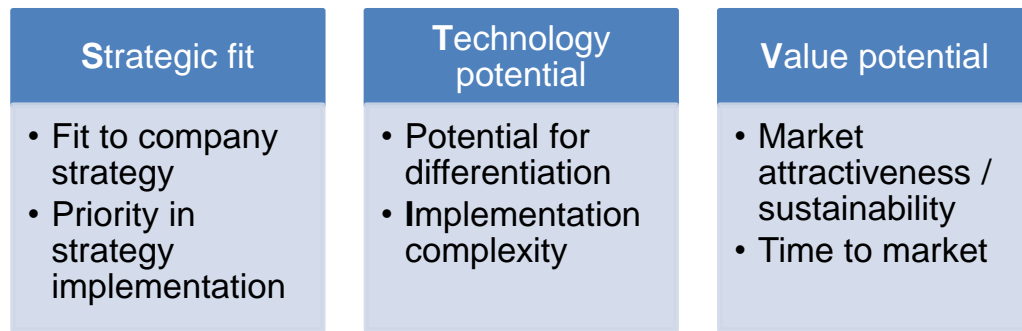 Strategic fit
• Fit to company
strategy
• Priority in
strategy
implementation
Technology
potential
• Potential for
differentiation
• Implementation
complexity
Value potential
• Market
attractiveness /
sustainability
• Time to market